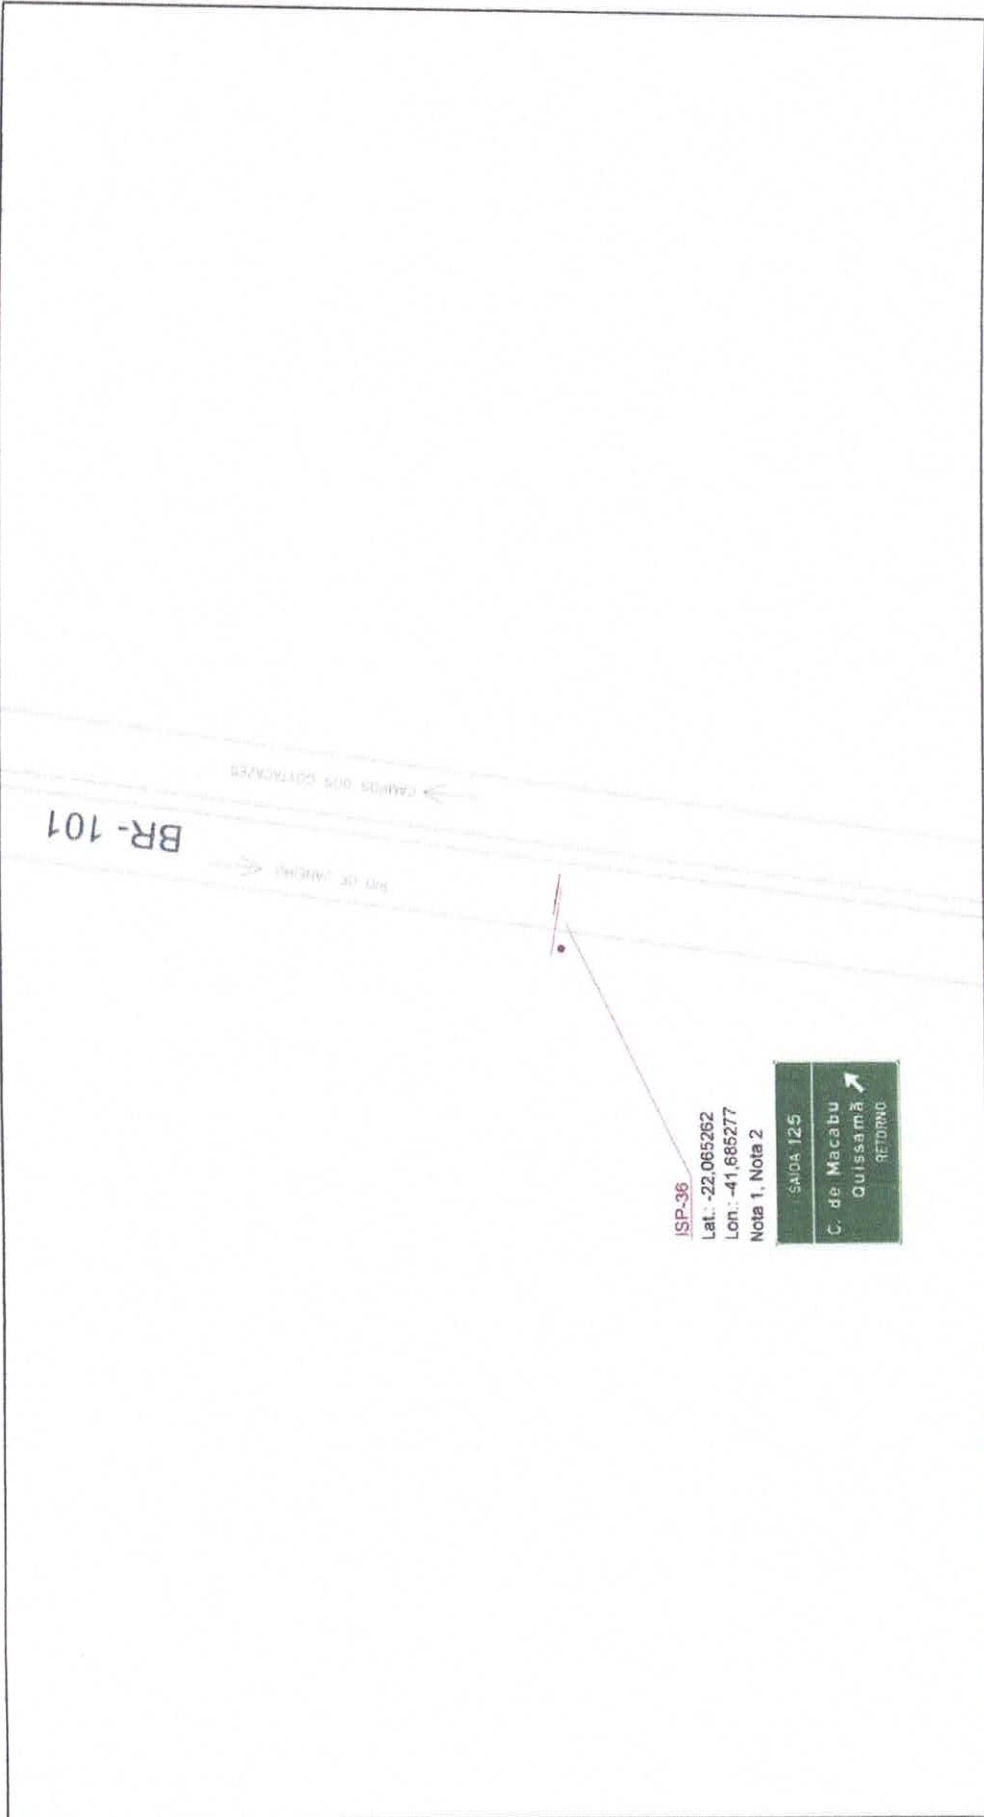 CAMPOS DOS GOYTACAZES
BR- 101
RIO DE JANEIRO
ISP-36
Lat.: -22,065262
Lon.: -41,685277
Nota 1, Nota 2
SAIDA 125
C. de Macabu
Quissamã
RETORNO